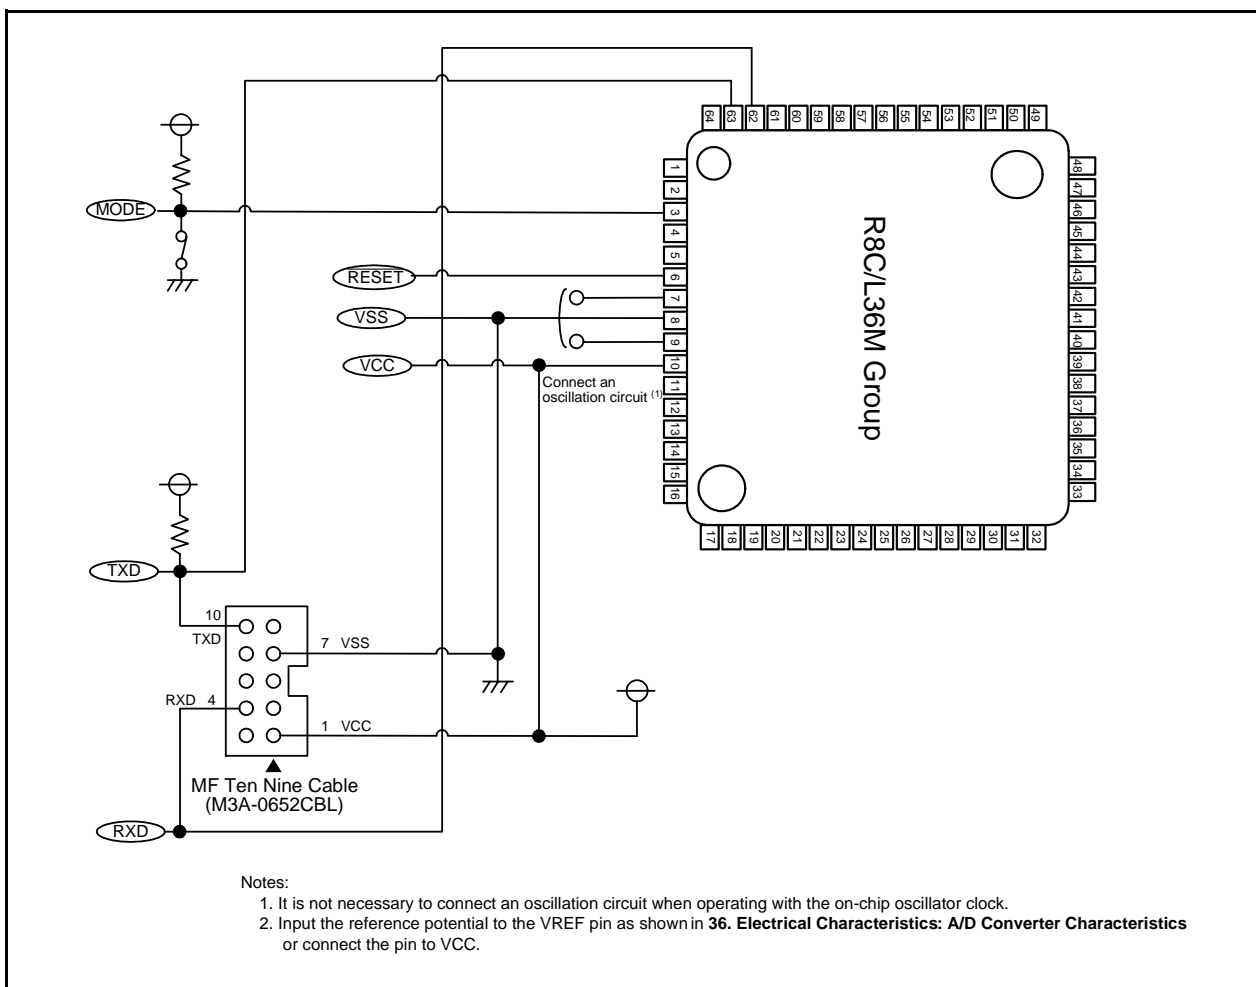 64 63 62 61 60 59 58 57 56 55 54 53 52 51 50 49
1
2
3
4
5
6
7
8
9
10
11
12
13
14
15
16
48
47
46
45
44
43
42
41
40
39
38
37
36
35
34
33
17 18 19 20 21 22 23 24 25 26 27 28 29 30 31 32
R8C/L36M Group
MODE
RESET
VSS
VCC
Connect an
oscillation circuit (1)
TXD
10
TXD
7 VSS
RXD 4
1 VCC
MF Ten Nine Cable
(M3A-0652CBL)
RXD
Notes:
1. It is not necessary to connect an oscillation circuit when operating with the on-chip oscillator clock.
2. Input the reference potential to the VREF pin as shown in 36. Electrical Characteristics: A/D Converter Characteristics
or connect the pin to VCC.